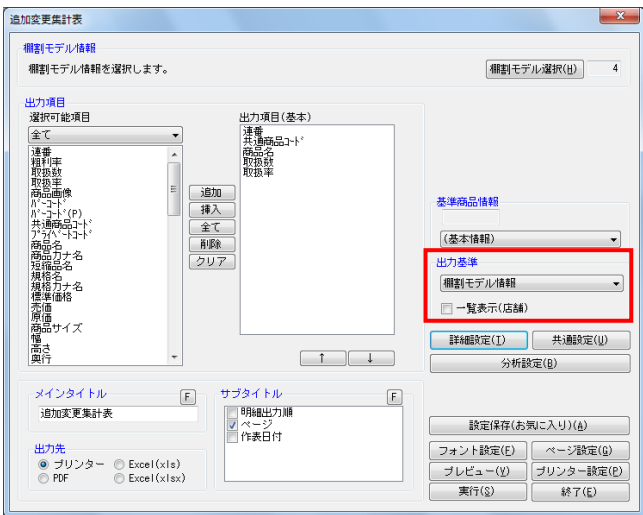 追加変更集計表
棚割モデル情報
棚割モデル情報を選択します。
棚割モデル選択(H)
4
出力項目
選択可能項目
全て
連番
粗利率
取扱数
取扱率
商品画像
ﾊﾞｰｺｰﾄﾞ
ﾊﾞｰｺｰﾄﾞ(P)
共通商品ｺｰﾄﾞ
ﾌﾟﾗｲﾍﾞｰﾄｺｰﾄﾞ
商品名
商品カナ名
短縮品名
規格名
規格カナ名
標準価格
売価
原価
商品サイズ
幅
高さ
奥行
追加
挿入
全て
削除
クリア
出力項目(基本)
連番
共通商品ｺｰﾄﾞ
商品名
取扱数
取扱率
↑
↓
基準商品情報
(基本情報)
出力基準
棚割モデル情報
一覧表示(店舗)
詳細設定(I)
共通設定(U)
分析設定(B)
メインタイトル
F
追加変更集計表
サブタイトル
F
明細出力順
ページ
作表日付
出力先
プリンター
Excel(xls)
PDF
Excel(xlsx)
設定保存(お気に入り)(A)
フォント設定(F)
ページ設定(G)
プレビュー(V)
プリンター設定(P)
実行(S)
終了(E)